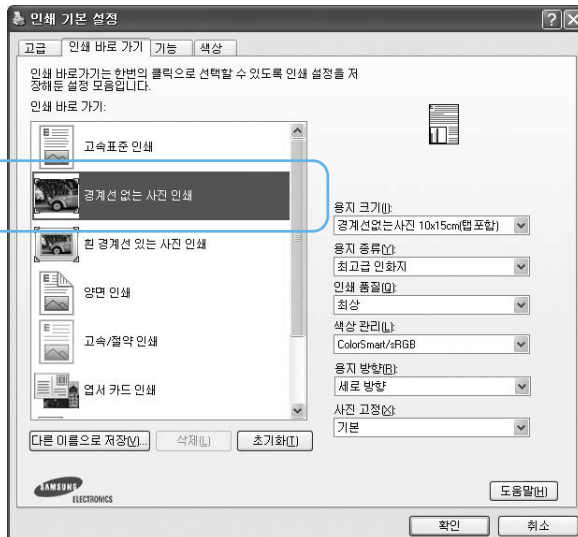 인쇄 기본 설정
고급 인쇄 바로 가기 기능 색상
인쇄 바로가기는 한번의 클릭으로 선택할 수 있도록 인쇄 설정을 저
장해둔 설정 모음입니다.
인쇄 바로 가기:
고속표준 인쇄
경계선 없는 사진 인쇄
흰 경계선 있는 사진 인쇄
양면 인쇄
고속/절약 인쇄
엽서 카드 인쇄
용지 크기(I):
경계선없는사진 10x15cm(탭포함)
용지 종류(Y):
최고급 인화지
인쇄 품질(Q):
최상
색상 관리(L):
ColorSmart/sRGB
용지 방향(R):
세로 방향
사진 고정(X):
기본
다른 이름으로 저장(V)... 삭제(L) 초기화(T)
SAMSUNG
ELECTRONICS
도움말(H)
확인 취소